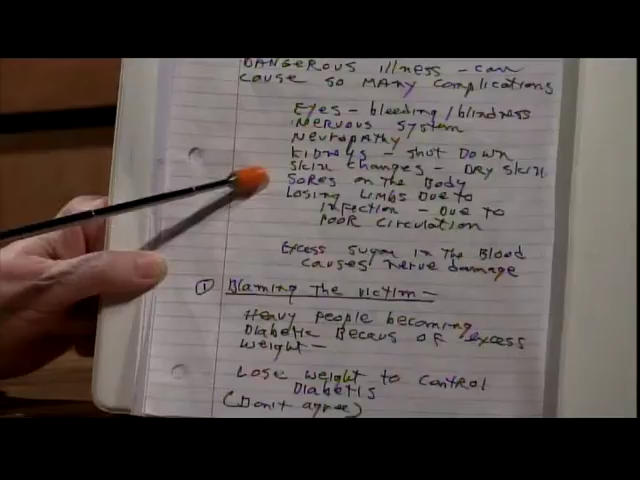 DANGEROUS illness - can
cause so MANY complications
Eyes - bleeding / blindness
NERVOUS SYSTEM
Neuropathy
KIDNEYS - Shut Down
Skin Changes - DRY SKIN
SORES on the Body
LOSING LIMBS Due to
infection - Due to
POOR CIRCULATION
Excess Sugar in The Blood
causes nerve damage
① Blaming The victim -
Heavy people becoming
Diabetic Becaus OF excess
Weight -
Lose weight to control
Diabetis
(Don't agree)